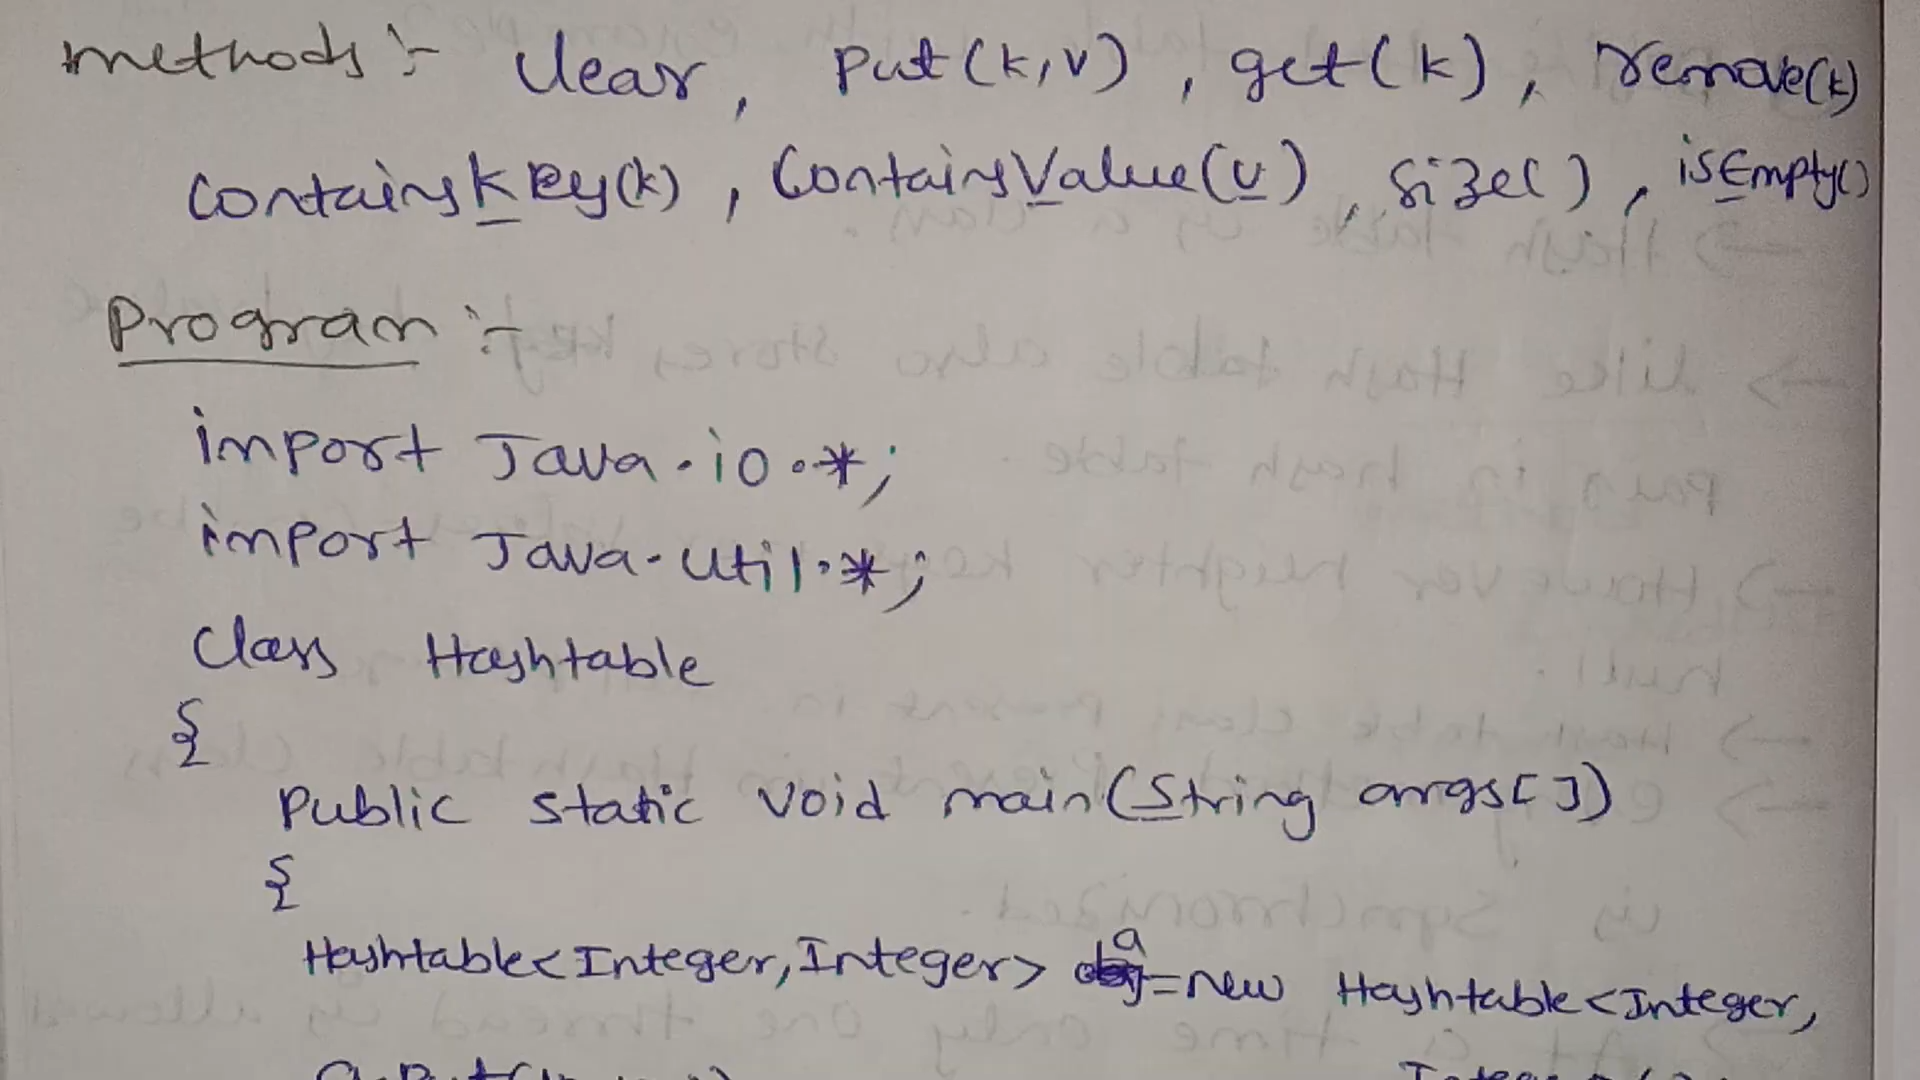 methods :- Clear, Put(k,v), get(k), remove(k)
ContainskKey(k), ContainsValue(v), size(), isEmpty()
Program :-
import Java.io.*;
import Java.util.*;
Class Hashtable
{
Public static void main(String args[])
{
Hashtable<Integer,Integer> a=new Hashtable<Integer,